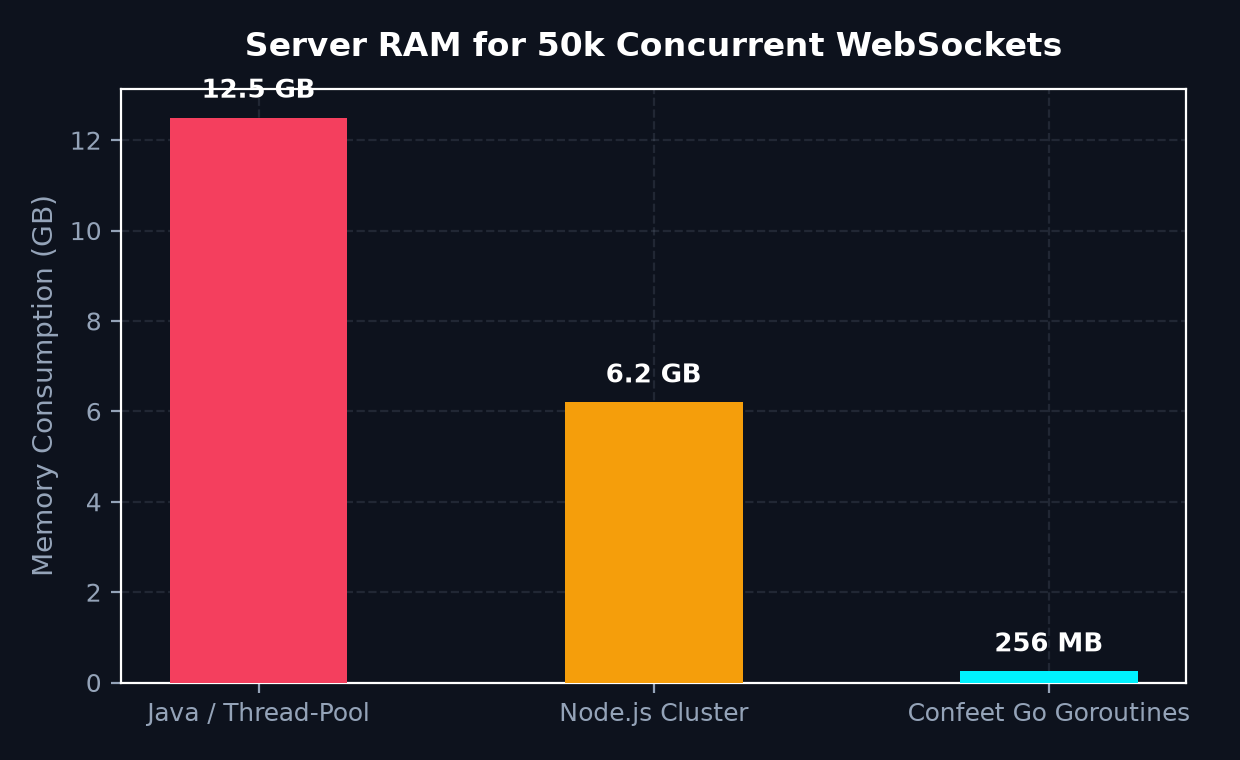 Server RAM for 50k Concurrent WebSockets
12.5 GB
12
10
8
6
4
2
0
Memory Consumption (GB)
6.2 GB
256 MB
Java / Thread-Pool
Node.js Cluster
Confeet Go Goroutines